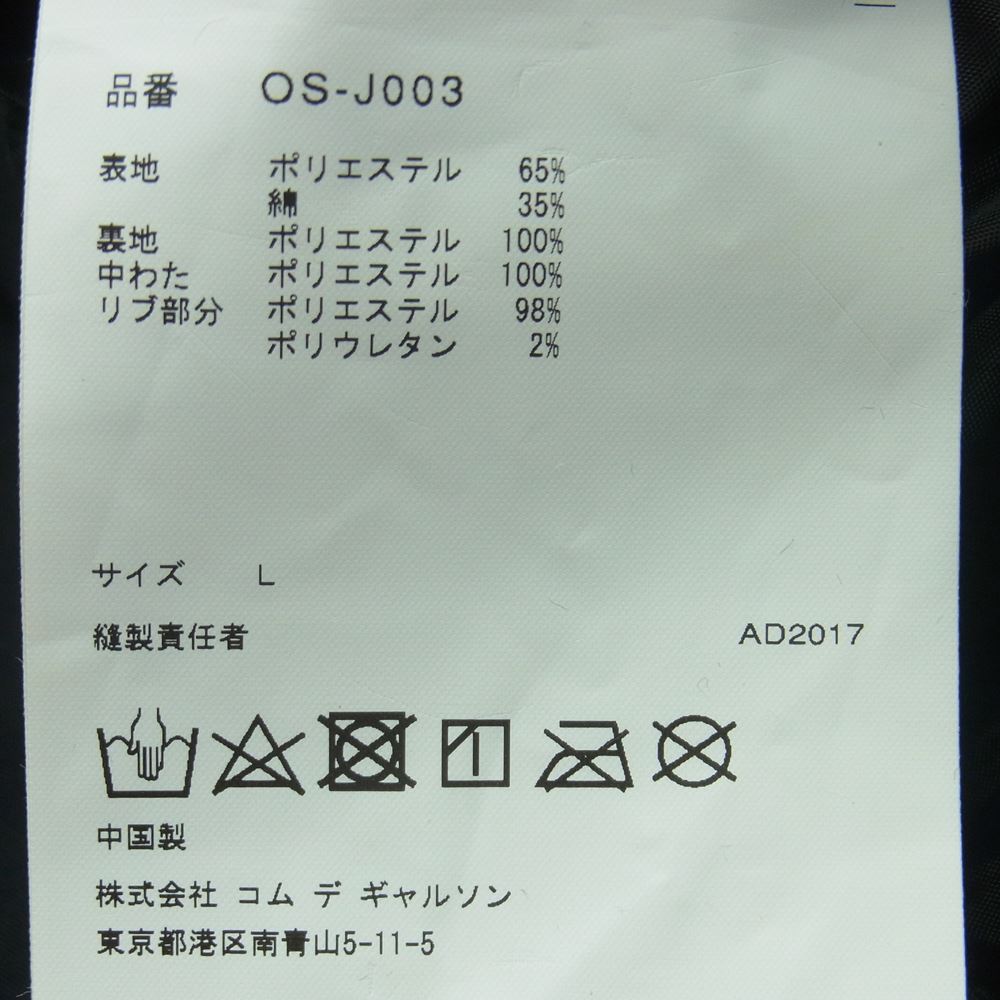 品番 OS-J003
表地 ポリエステル 65%
綿 35%
裏地 ポリエステル 100%
中わた ポリエステル 100%
リブ部分 ポリエステル 98%
ポリウレタン 2%
サイズ L
縫製責任者 AD2017
中国製
株式会社 コム デ ギャルソン
東京都港区南青山5-11-5